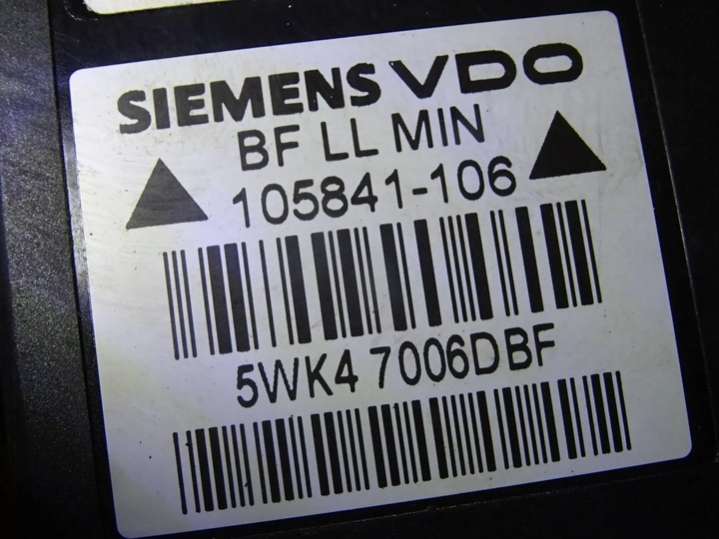 SIEMENS VDO
BF LL MIN
105841-106
5WK4 7006DBF